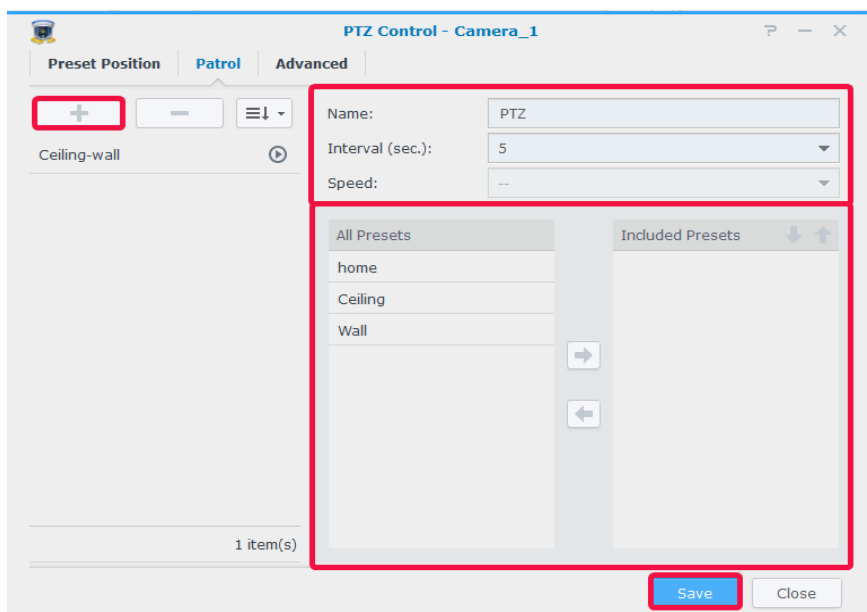 PTZ Control - Camera_1
Preset Position Patrol Advanced
Name: PTZ
Ceiling-wall
Interval (sec.): 5
Speed: --
All Presets
Included Presets
home
Ceiling
Wall
1 item(s)
Save Close